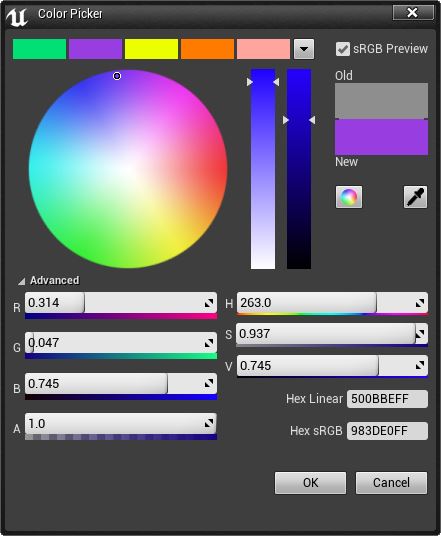 Color Picker
sRGB Preview
Old
New
Advanced
R 0.314
H 263.0
G 0.047
S 0.937
B 0.745
V 0.745
A 1.0
Hex Linear 500BBEFF
Hex sRGB 983DE0FF
OK Cancel